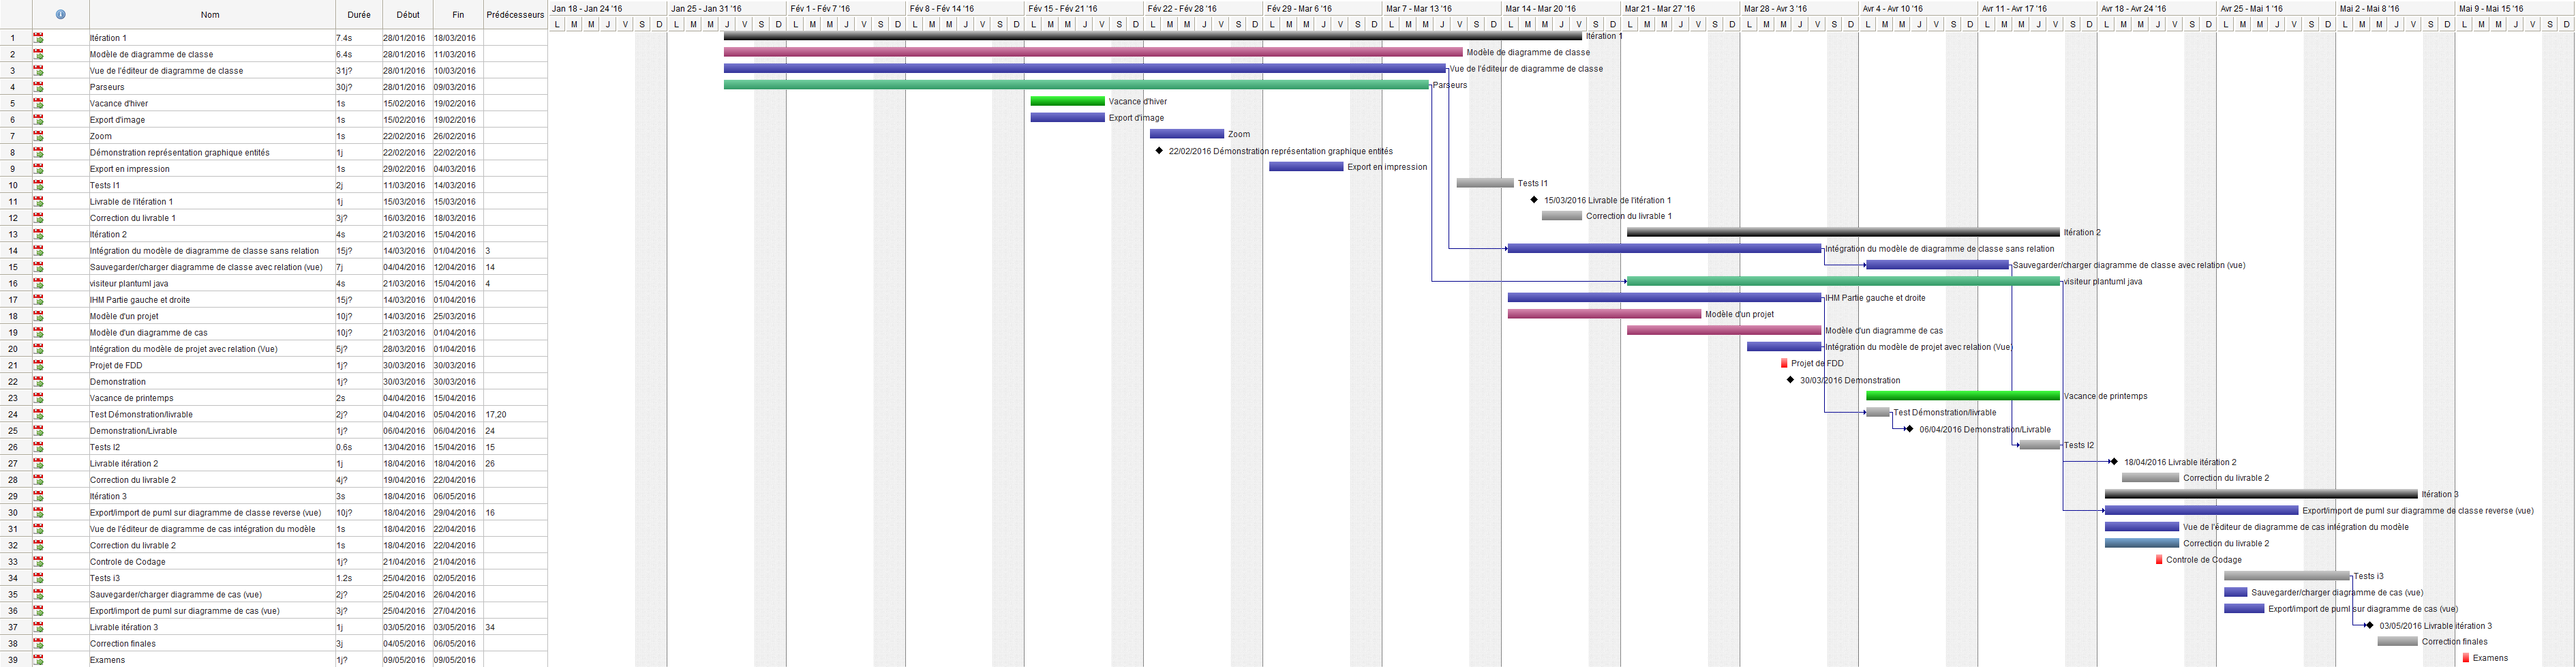 Nom Durée Début Fin Prédécesseurs Jan 18 - Jan 24 '16 Jan 25 - Jan 31 '16 Fév 1 - Fév 7 '16 Fév 8 - Fév 14 '16 Fév 15 - Fév 21 '16 Fév 22 - Fév 28 '16 Fév 29 - Mar 6 '16 Mar 7 - Mar 13 '16 Mar 14 - Mar 20 '16 Mar 21 - Mar 27 '16 Mar 28 - Avr 3 '16 Avr 4 - Avr 10 '16 Avr 11 - Avr 17 '16 Avr 18 - Avr 24 '16 Avr 25 - Mai 1 '16 Mai 2 - Mai 8 '16 Mai 9 - Mai 15 '16
L M M J V S D L M M J V S D L M M J V S D L M M J V S D L M M J V S D L M M J V S D L M M J V S D L M M J V S D L M M J V S D L M M J V S D L M M J V S D L M M J V S D L M M J V S D L M M J V S D L M M J V S D L M M J V S D L M M J V S D
1 Itération 1 7.4s 28/01/2016 18/03/2016 Itération 1
2 Modèle de diagramme de classe 6.4s 28/01/2016 11/03/2016 Modèle de diagramme de classe
3 Vue de l'éditeur de diagramme de classe 31j? 28/01/2016 10/03/2016 Vue de l'éditeur de diagramme de classe
4 Parseurs 30j? 28/01/2016 09/03/2016 Parseurs
5 Vacance d'hiver 1s 15/02/2016 19/02/2016 Vacance d'hiver
6 Export d'image 1s 15/02/2016 19/02/2016 Export d'image
7 Zoom 1s 22/02/2016 26/02/2016 Zoom
8 Démonstration représentation graphique entités 1j 22/02/2016 22/02/2016 22/02/2016 Démonstration représentation graphique entités
9 Export en impression 1s 29/02/2016 04/03/2016 Export en impression
10 Tests I1 2j 11/03/2016 14/03/2016 Tests I1
11 Livrable de l'itération 1 1j 15/03/2016 15/03/2016 15/03/2016 Livrable de l'itération 1
12 Correction du livrable 1 3j? 16/03/2016 18/03/2016 Correction du livrable 1
13 Itération 2 4s 21/03/2016 15/04/2016 Itération 2
14 Intégration du modèle de diagramme de classe sans relation 15j? 14/03/2016 01/04/2016 3 Intégration du modèle de diagramme de classe sans relation
15 Sauvegarder/charger diagramme de classe avec relation (vue) 7j 04/04/2016 12/04/2016 14 Sauvegarder/charger diagramme de classe avec relation (vue)
16 visiteur plantuml java 4s 21/03/2016 15/04/2016 4 visiteur plantuml java
17 IHM Partie gauche et droite 15j? 14/03/2016 01/04/2016 IHM Partie gauche et droite
18 Modèle d'un projet 10j? 14/03/2016 25/03/2016 Modèle d'un projet
19 Modèle d'un diagramme de cas 10j? 21/03/2016 01/04/2016 Modèle d'un diagramme de cas
20 Intégration du modèle de projet avec relation (Vue) 5j? 28/03/2016 01/04/2016 Intégration du modèle de projet avec relation (Vue)
21 Projet de FDD 1j? 30/03/2016 30/03/2016 Projet de FDD
22 Demonstration 1j? 30/03/2016 30/03/2016 30/03/2016 Demonstration
23 Vacance de printemps 2s 04/04/2016 15/04/2016 Vacance de printemps
24 Test Démonstration/livrable 2j? 04/04/2016 05/04/2016 17,20 Test Démonstration/livrable
25 Demonstration/Livrable 1j? 06/04/2016 06/04/2016 24 06/04/2016 Demonstration/Livrable
26 Tests I2 0.6s 13/04/2016 15/04/2016 15 Tests I2
27 Livrable itération 2 1j 18/04/2016 18/04/2016 26 18/04/2016 Livrable itération 2
28 Correction du livrable 2 4j? 19/04/2016 22/04/2016 Correction du livrable 2
29 Itération 3 3s 18/04/2016 06/05/2016 Itération 3
30 Export/import de puml sur diagramme de classe reverse (vue) 10j? 18/04/2016 29/04/2016 16 Export/import de puml sur diagramme de classe reverse (vue)
31 Vue de l'éditeur de diagramme de cas intégration du modèle 1s 18/04/2016 22/04/2016 Vue de l'éditeur de diagramme de cas intégration du modèle
32 Correction du livrable 2 1s 18/04/2016 22/04/2016 Correction du livrable 2
33 Controle de Codage 1j? 21/04/2016 21/04/2016 Controle de Codage
34 Tests i3 1.2s 25/04/2016 02/05/2016 Tests i3
35 Sauvegarder/charger diagramme de cas (vue) 2j? 25/04/2016 26/04/2016 Sauvegarder/charger diagramme de cas (vue)
36 Export/import de puml sur diagramme de cas (vue) 3j? 25/04/2016 27/04/2016 Export/import de puml sur diagramme de cas (vue)
37 Livrable itération 3 1j 03/05/2016 03/05/2016 34 03/05/2016 Livrable itération 3
38 Correction finales 3j 04/05/2016 06/05/2016 Correction finales
39 Examens 1j? 09/05/2016 09/05/2016 Examens